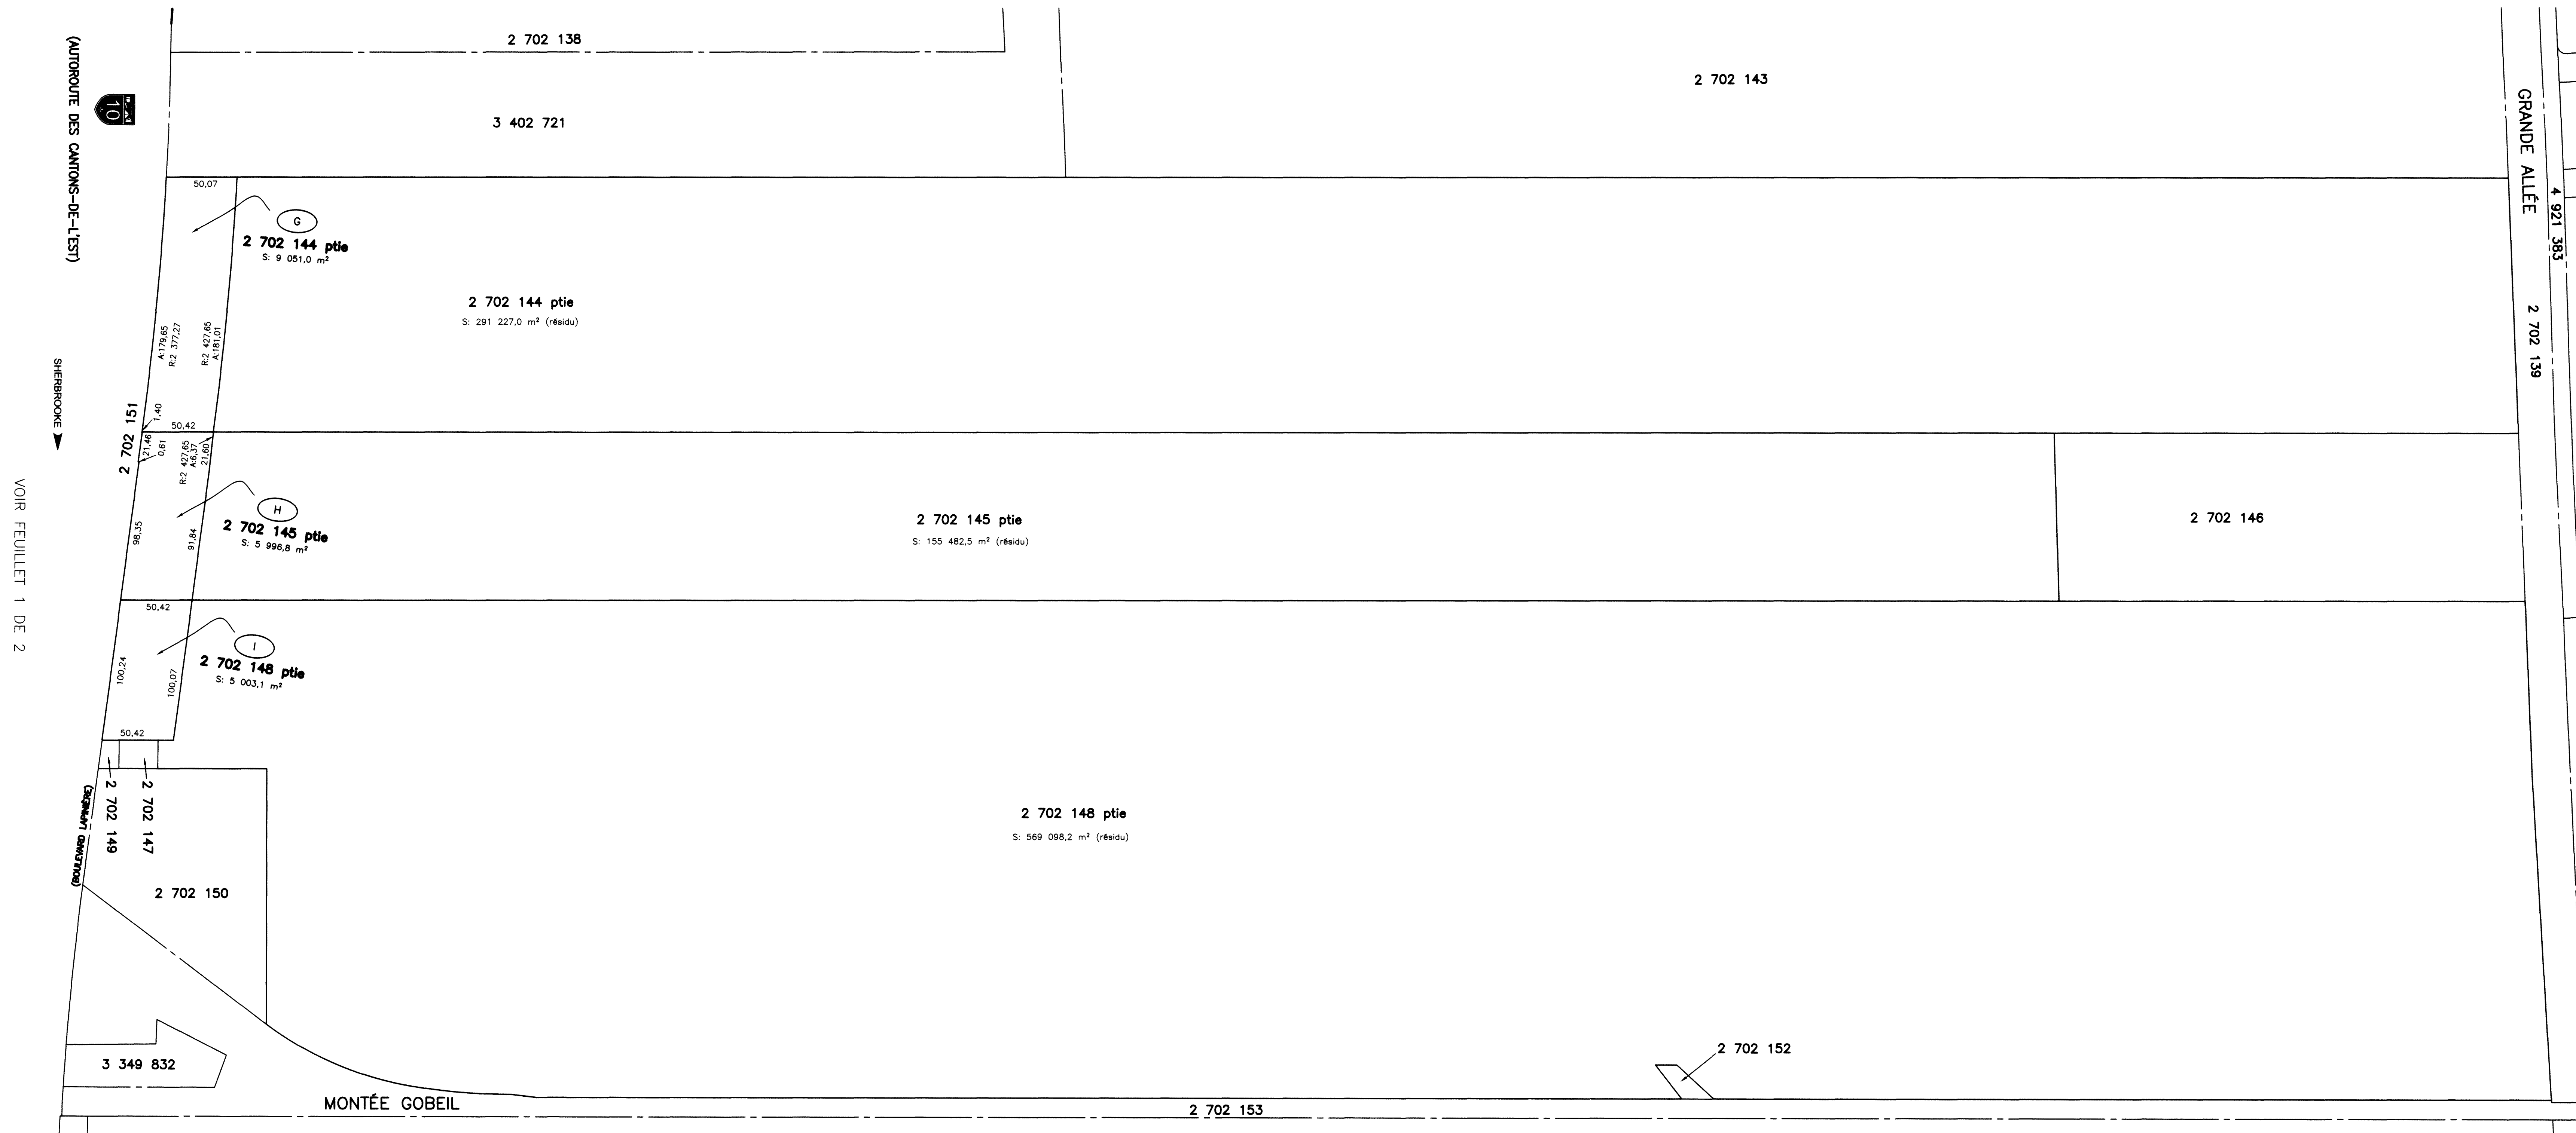 2 702 138
2 702 143
(AUTOROUTE DES CANTONS-DE-L'EST)
10
3 402 721
GRANDE ALLÉE
4 921 383
2 702 139
50,07
G
2 702 144 ptie
S: 9 051,0 m²
2 702 144 ptie
S: 291 227,0 m² (résidu)
A:179,65
R:2 377,27
R:2 427,65
A:181,01
SHERBROOKE
2 702 151
1,40
50,42
21,46
0,61
R:2 427,65
A:6,37
21,60
VOIR FEUILLET 1 DE 2
H
2 702 145 ptie
S: 5 996,8 m²
98,35
91,84
2 702 145 ptie
S: 155 482,5 m² (résidu)
2 702 146
50,42
I
2 702 148 ptie
S: 5 003,1 m²
100,24
100,07
50,42
2 702 149
2 702 147
(BOULEVARD LAPINIÈRE)
2 702 148 ptie
S: 569 098,2 m² (résidu)
2 702 150
3 349 832
2 702 152
MONTÉE GOBEIL
2 702 153